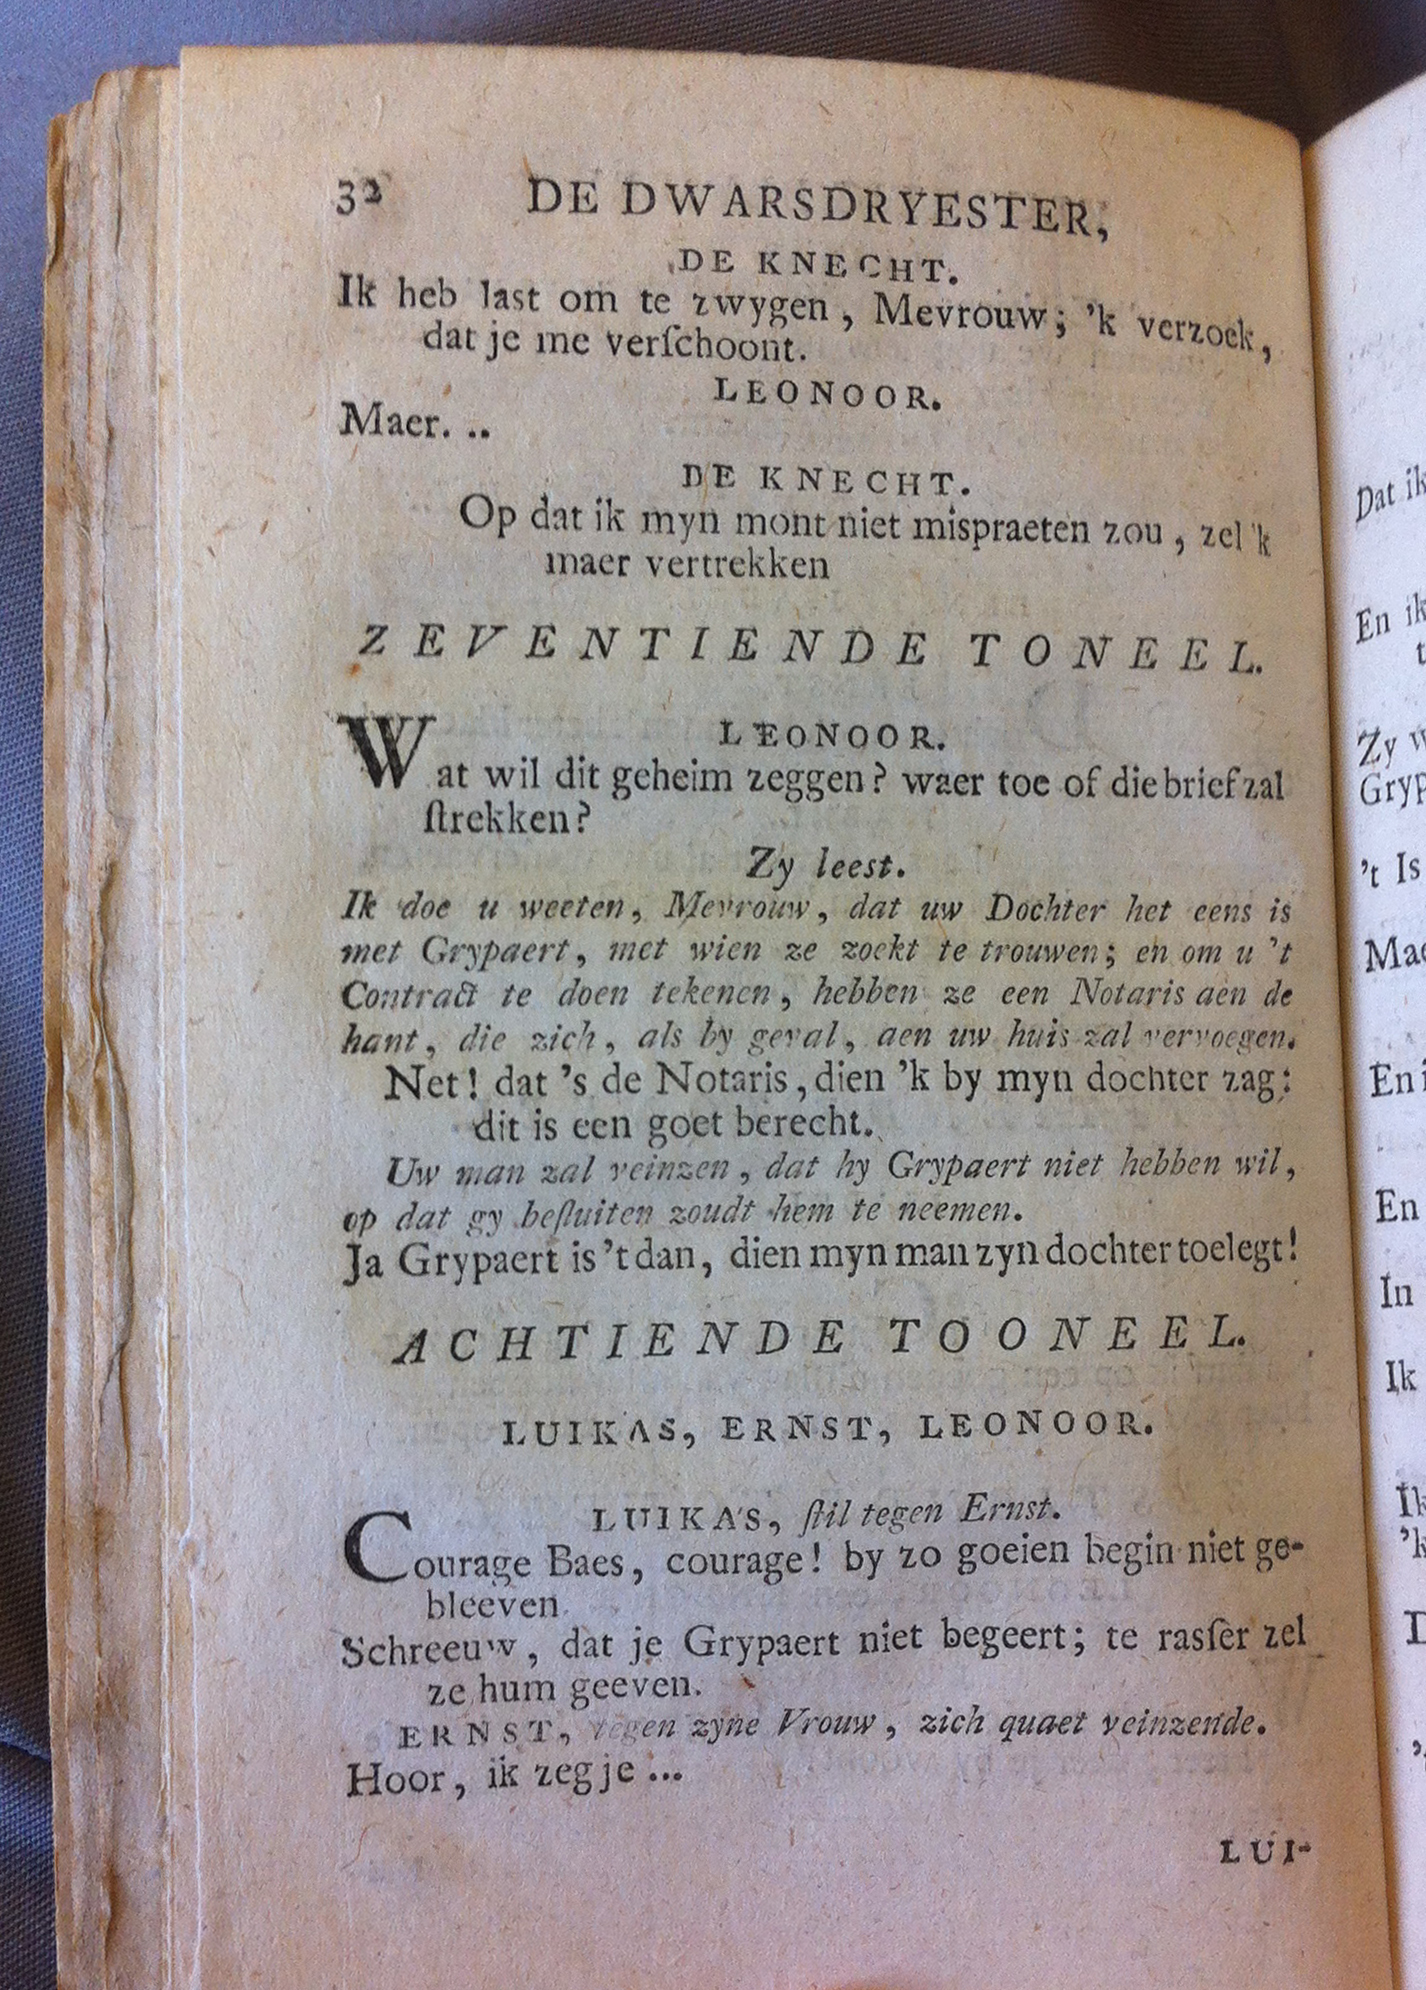 32 DE DWARSDRYESTER,
DE KNECHT.
Ik heb last om te zwygen, Mevrouw; 'k verzoek,
dat je me verſchoont.
LEONOOR.
Maer. ..
DE KNECHT.
Op dat ik myn mont niet mispraeten zou, zel 'k
maer vertrekken
ZEVENTIENDE TONEEL.
LEONOOR.
Wat wil dit geheim zeggen? waer toe of die brief zal
ſtrekken?
Zy leest.
Ik doe u weeten, Mevrouw, dat uw Dochter het eens is
met Grypaert, met wien ze zoekt te trouwen; en om u 't
Contract te doen tekenen, hebben ze een Notaris aen de
hant, die zich, als by geval, aen uw huis zal vervoegen.
Net! dat 's de Notaris, dien 'k by myn dochter zag;
dit is een goet berecht.
Uw man zal veinzen, dat hy Grypaert niet hebben wil,
op dat gy beſluiten zoudt hem te neemen.
Ja Grypaert is 't dan, dien myn man zyn dochter toelegt!
ACHTIENDE TOONEEL.
LUIKAS, ERNST, LEONOOR.
LUIKAS, ſtil tegen Ernst.
Courage Baes, courage! by zo goeien begin niet ge-
bleeven
Schreeuw, dat je Grypaert niet begeert; te rasſer zel
ze hum geeven.
ERNST, tegen zyne Vrouw, zich quaet veinzende.
Hoor, ik zeg je ...
LUI-
Dat ik
En ik
t
Zy
Gryp
't Is
Mae
En
En
In
Ik
Ik
'k